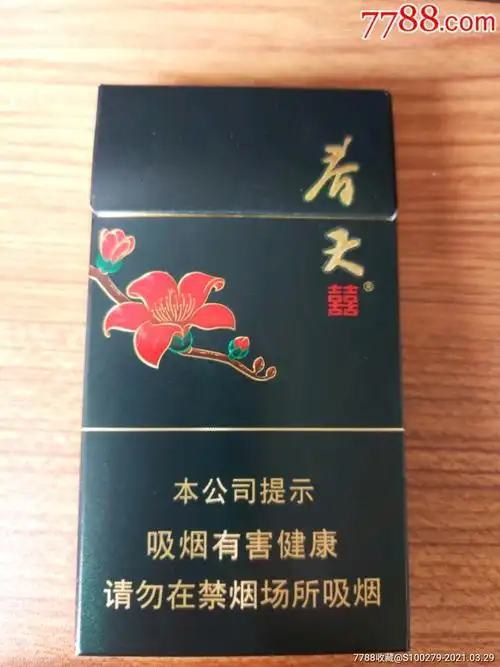 7788.com
春
天
囍®
本公司提示
吸烟有害健康
请勿在禁烟场所吸烟
7788收藏@S100279-2021.03.29